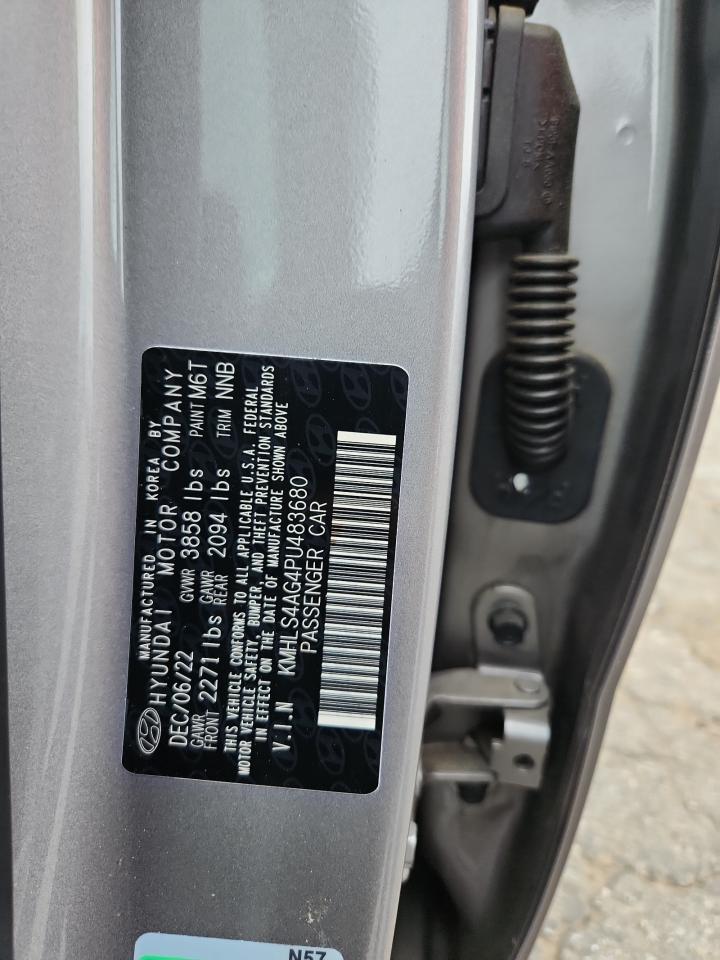 MANUFACTURED IN KOREA BY
HYUNDAI MOTOR COMPANY
DEC/06/22 GVWR 3858 lbs PAINT M6T
GAWR FRONT 2271 lbs GAWR REAR 2094 lbs TRIM NNB
THIS VEHICLE CONFORMS TO ALL APPLICABLE U.S.A. FEDERAL
MOTOR VEHICLE SAFETY, BUMPER, AND THEFT PREVENTION STANDARDS
IN EFFECT ON THE DATE OF MANUFACTURE SHOWN ABOVE
V.I.N KMHLS4AG4PU483680
PASSENGER CAR
N57